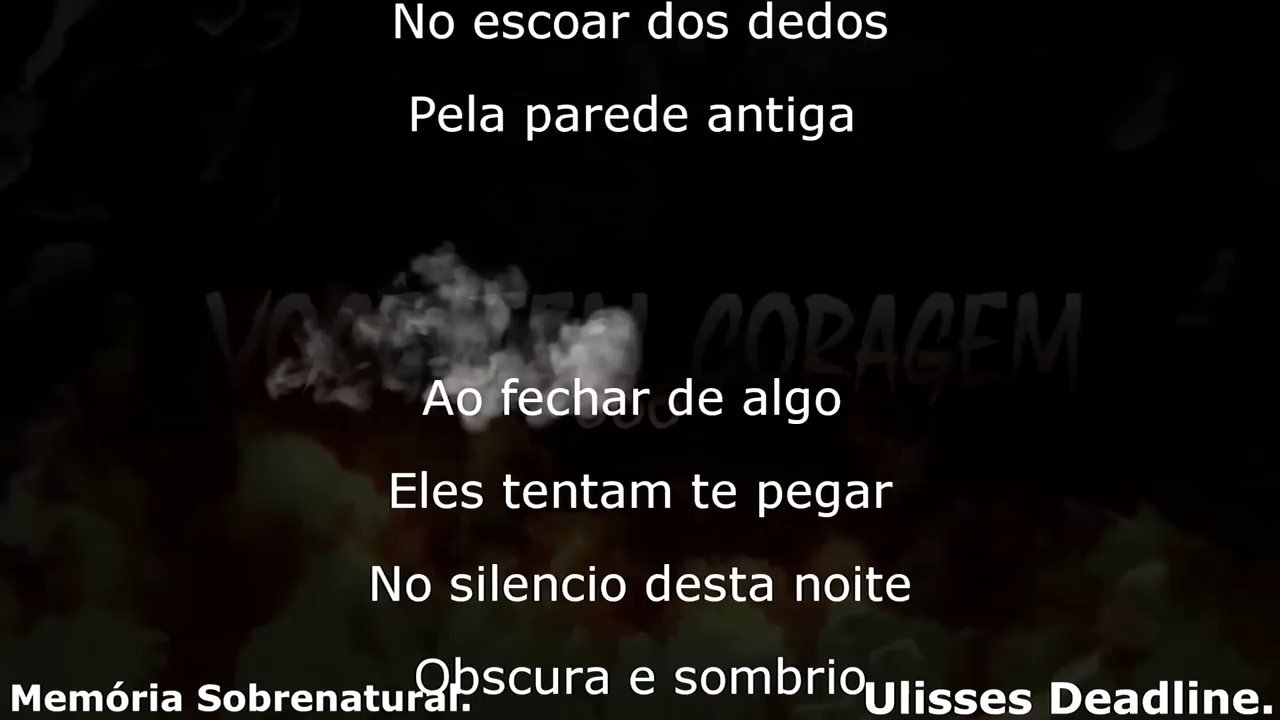 No escoar dos dedos
Pela parede antiga
VOCÊ TEM CORAGEM
Ao fechar de algo
Eles tentam te pegar
No silencio desta noite
Obscura e sombrio
Memória Sobrenatural.
Ulisses Deadline.